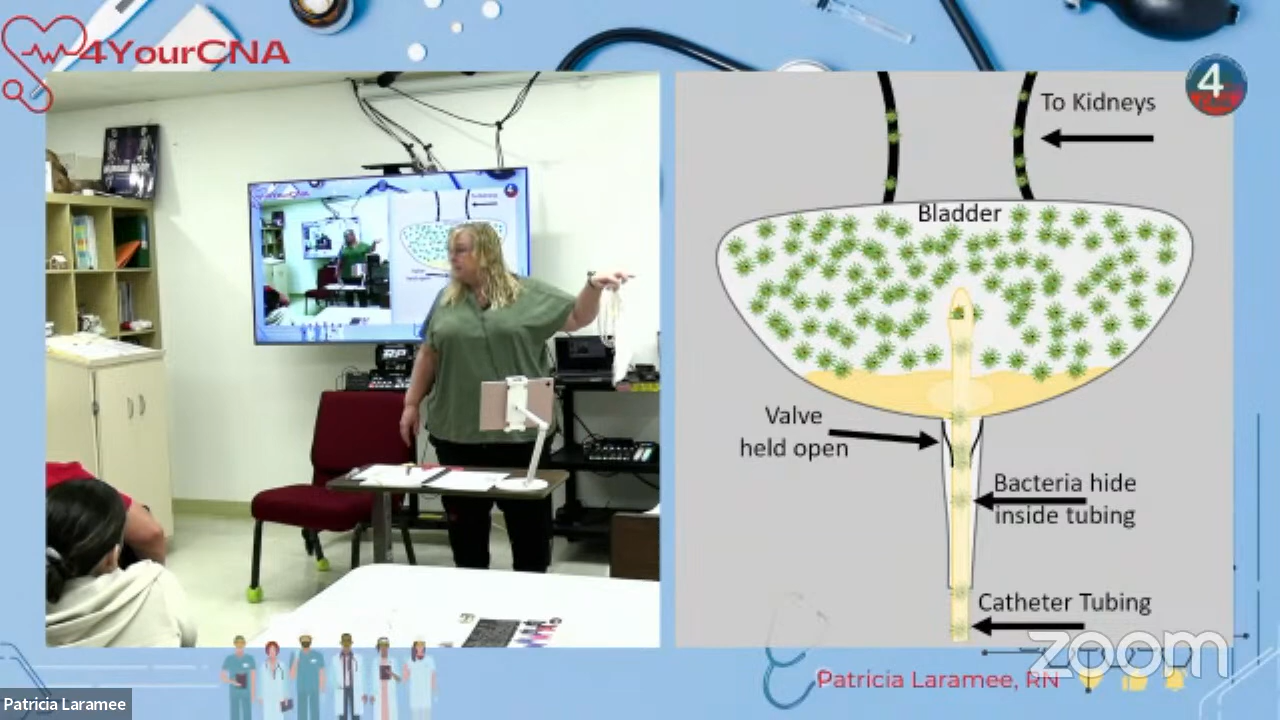 4YourCNA
4
To Kidneys
Bladder
Valve
held open
Bacteria hide
inside tubing
Catheter Tubing
zoom
Patricia Laramee, RN
Patricia Laramee